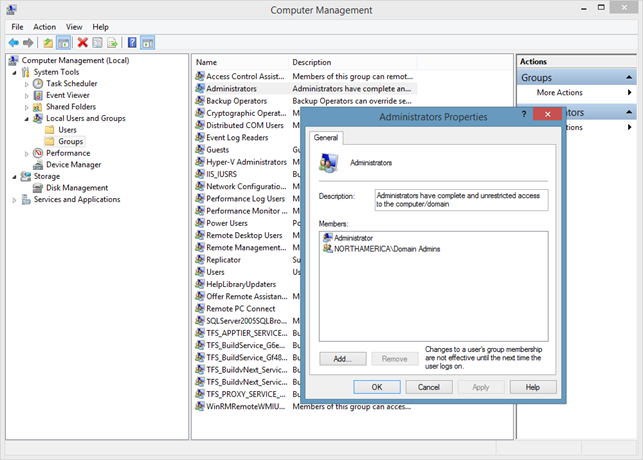 Computer Management
File Action View Help
Computer Management (Local)
System Tools
Task Scheduler
Event Viewer
Shared Folders
Local Users and Groups
Users
Groups
Performance
Device Manager
Storage
Disk Management
Services and Applications
Name Description
Access Control Assist... Members of this group can remot...
Administrators Administrators have complete an...
Backup Operators Backup Operators can override se...
Cryptographic Operat...
Distributed COM Users M
Event Log Readers M
Guests Gu
Hyper-V Administrators M
IIS_IUSRS Bu
Network Configuratio... M
Performance Log Users M
Performance Monitor ... M
Power Users Po
Remote Desktop Users M
Remote Management... M
Replicator Su
Users Us
HelpLibraryUpdaters
Offer Remote Assistan... M
Remote PC Connect
SQLServer2005SQLBro... M
TFS_APPTIER_SERVICE... Bu
TFS_BuildService_G6e... Bu
TFS_BuildService_Gf48... Bu
TFS_BuildvNext_Servic... Bu
TFS_BuildvNext_Servic... Bu
TFS_PROXY_SERVICE_... Bu
WinRMRemoteWMIU... Members of this group can acces...
Actions
Groups
More Actions
ators
ctions
Administrators Properties
General
Administrators
Description:
Administrators have complete and unrestricted access
to the computer/domain
Members:
Administrator
NORTHAMERICA\Domain Admins
Add...
Remove
Changes to a user's group membership
are not effective until the next time the
user logs on.
OK
Cancel
Apply
Help